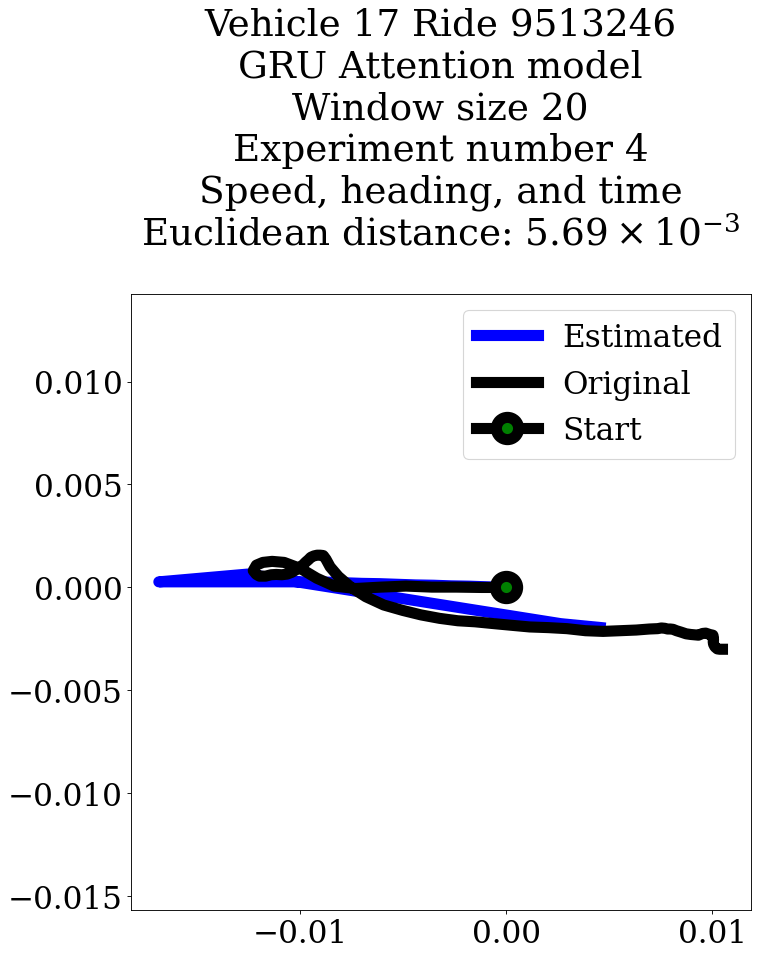 Vehicle 17 Ride 9513246
GRU Attention model
Window size 20
Experiment number 4
Speed, heading, and time
Euclidean distance: 5.69 × 10⁻³
Estimated
Original
Start
0.010
0.005
0.000
−0.005
−0.010
−0.015
−0.01
0.00
0.01